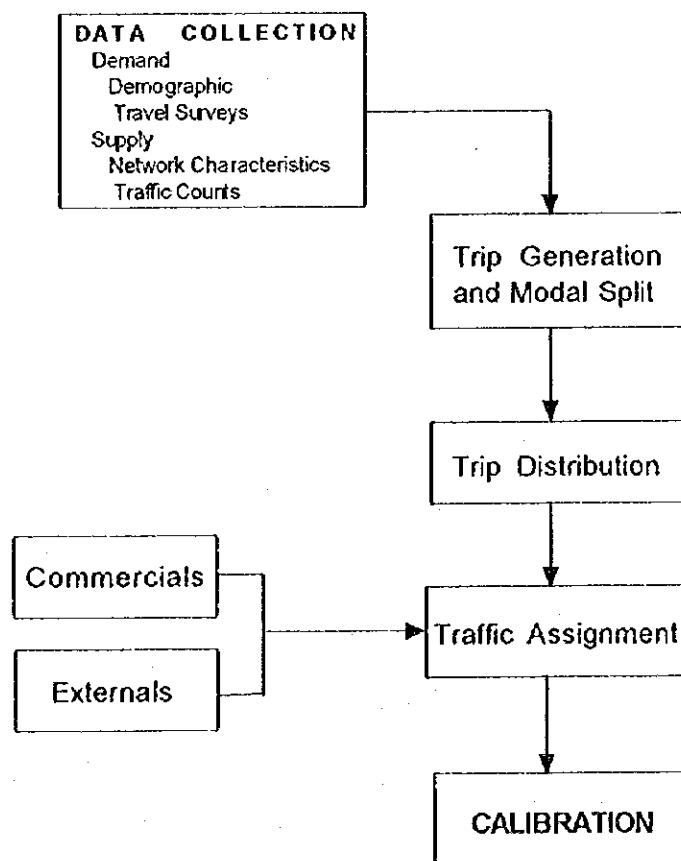 DATA COLLECTION
Demand
Demographic
Travel Surveys
Supply
Network Characteristics
Traffic Counts
Trip Generation
and Modal Split
Trip Distribution
Commercials
Externals
Traffic Assignment
CALIBRATION